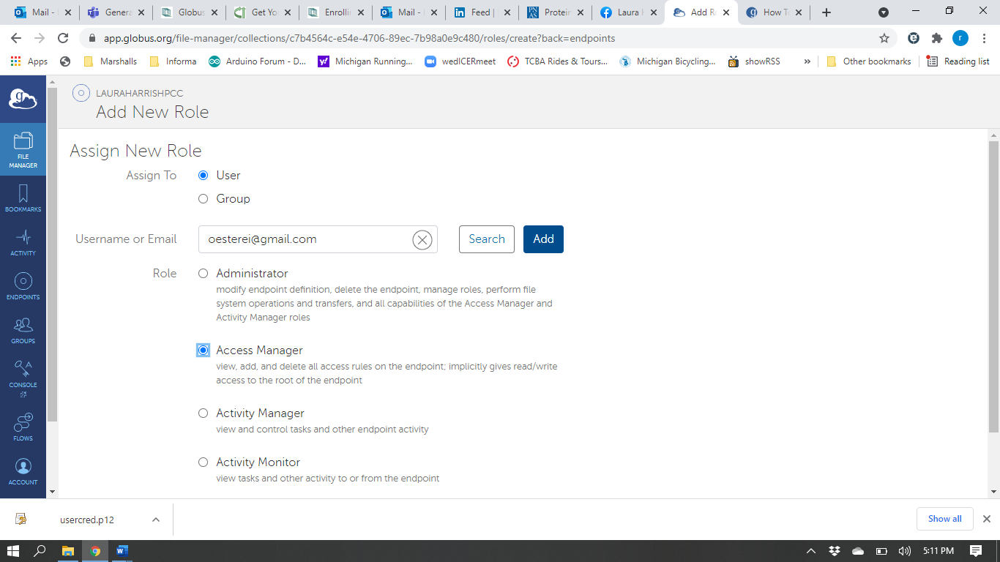 Mail -
Genera
Globus
Get Yo
Enrollin
Mail -
Feed |
Protein
Laura H
Add R
How T
app.globus.org/file-manager/collections/c7b4564c-e54e-4706-89ec-7b98a0e9c480/roles/create?back=endpoints
r
Apps
Marshalls
Informa
Arduino Forum - D...
Michigan Running...
wedICERmeet
TCBA Rides & Tours...
Michigan Bicycling...
showRSS
»
Other bookmarks
Reading list
LAURAHARRISHPCC
Add New Role
FILE
MANAGER
BOOKMARKS
ACTIVITY
ENDPOINTS
GROUPS
CONSOLE
FLOWS
ACCOUNT
Assign New Role
Assign To
User
Group
Username or Email
oesterei@gmail.com
Search
Add
Role
Administrator
modify endpoint definition, delete the endpoint, manage roles, perform file
system operations and transfers, and all capabilities of the Access Manager and
Activity Manager roles
Access Manager
view, add, and delete all access rules on the endpoint; implicitly gives read/write
access to the root of the endpoint
Activity Manager
view and control tasks and other endpoint activity
Activity Monitor
view tasks and other activity to or from the endpoint
usercred.p12
Show all
5:11 PM